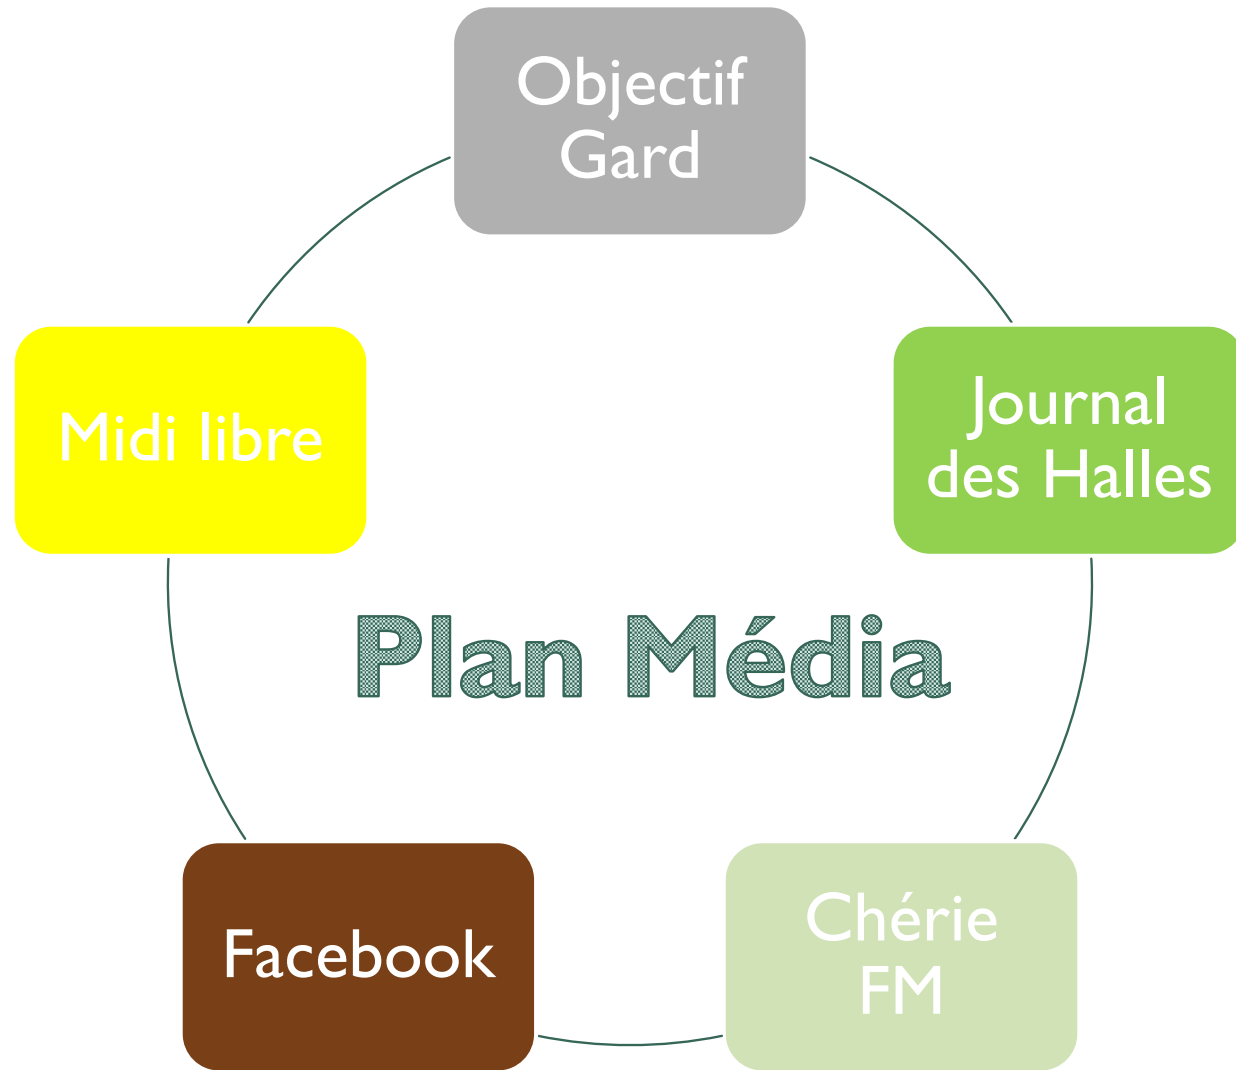 Objectif
Gard
Midi libre
Journal
des Halles
Plan Média
Facebook
Chérie
FM